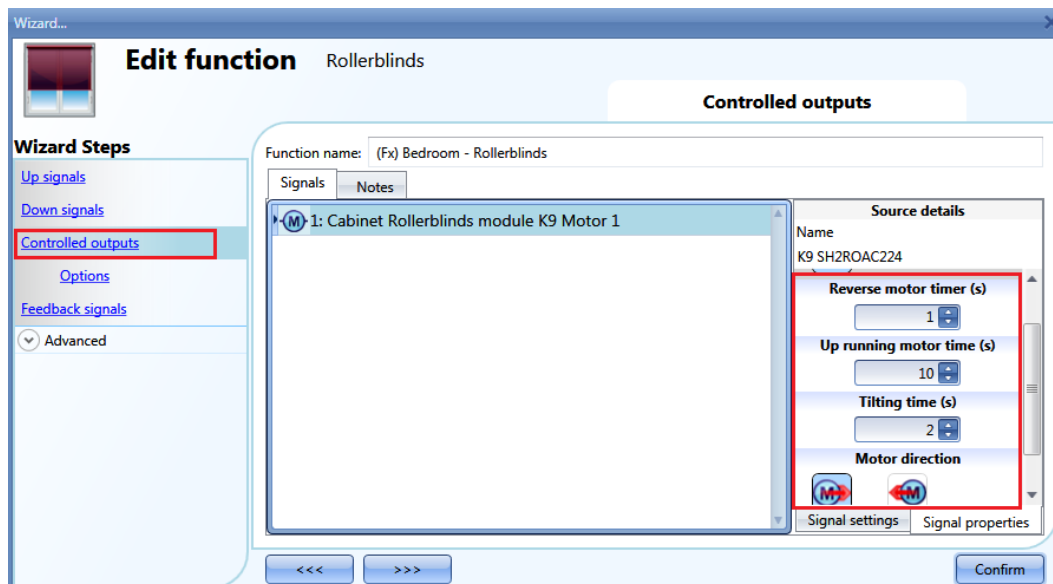 Wizard...
Edit function Rollerblinds
Controlled outputs
Wizard Steps
Up signals
Down signals
Controlled outputs
Options
Feedback signals
Advanced
Function name: (Fx) Bedroom - Rollerblinds
Signals Notes
M 1: Cabinet Rollerblinds module K9 Motor 1
Source details
Name
K9 SH2ROAC224
Reverse motor timer (s)
1
Up running motor time (s)
10
Tilting time (s)
2
Motor direction
M M
Signal settings Signal properties
<<< >>> Confirm